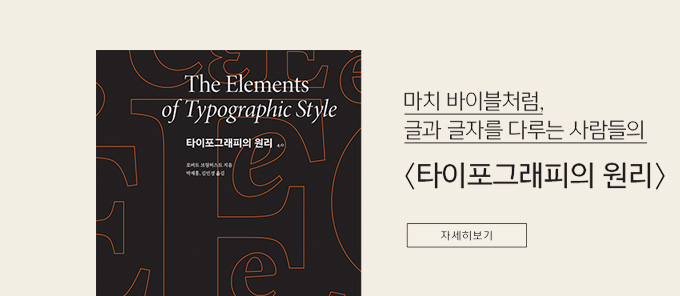 The Elements
of Typographic Style
타이포그래피의 원리 4.0
로버트 브링허스트 지음
박재홍, 김민경 옮김
마치 바이블처럼,
글과 글자를 다루는 사람들의
<타이포그래피의 원리>
자세히보기